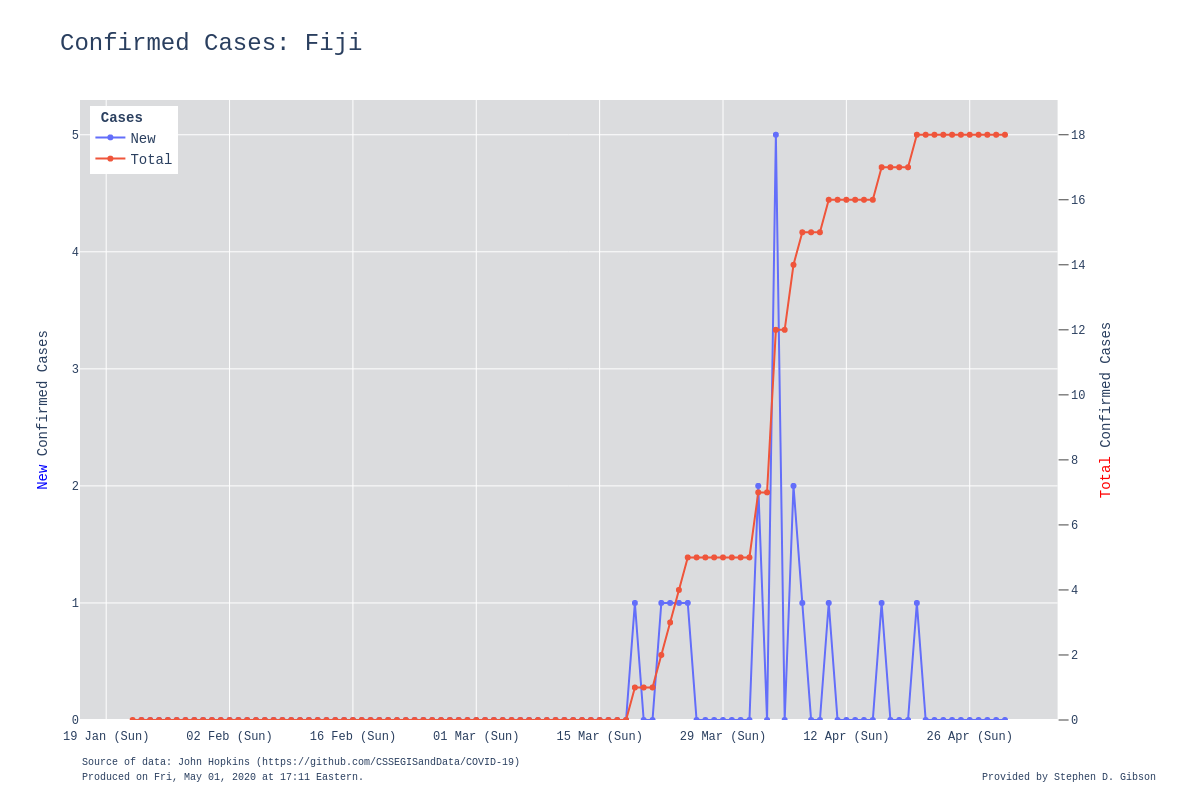 Confirmed Cases: Fiji
Cases
New
Total
5
4
3
2
1
0
New Confirmed Cases
18
16
14
12
10
8
6
4
2
0
Total Confirmed Cases
19 Jan (Sun) 02 Feb (Sun) 16 Feb (Sun) 01 Mar (Sun) 15 Mar (Sun) 29 Mar (Sun) 12 Apr (Sun) 26 Apr (Sun)
Source of data: John Hopkins (https://github.com/CSSEGISandData/COVID-19)
Produced on Fri, May 01, 2020 at 17:11 Eastern.
Provided by Stephen D. Gibson